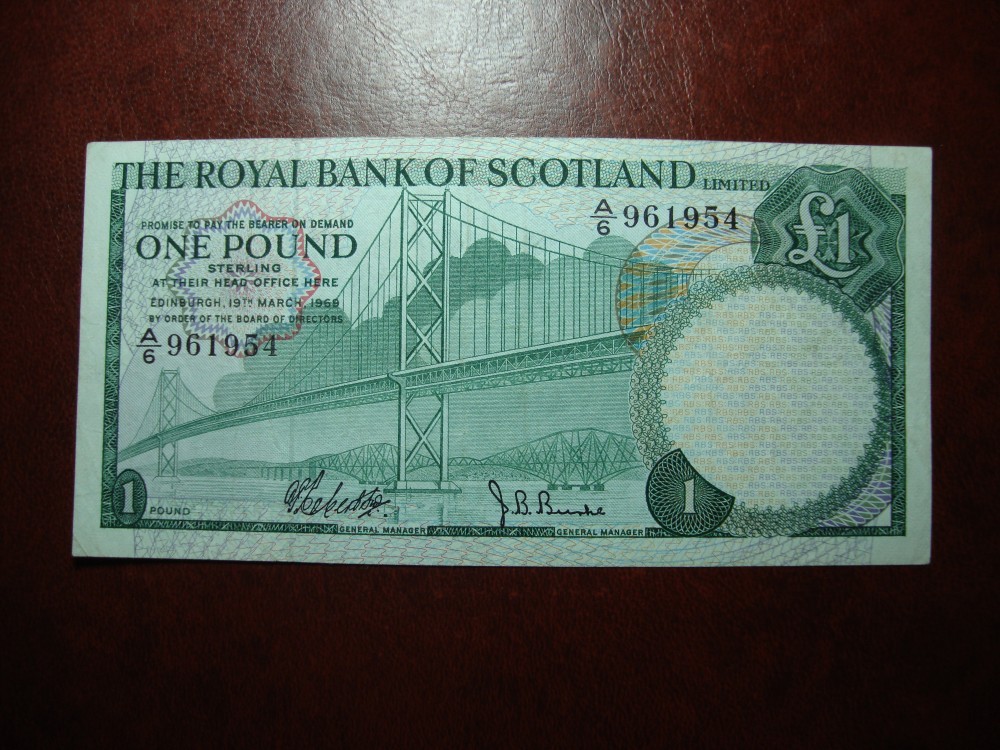 THE ROYAL BANK OF SCOTLAND LIMITED
PROMISE TO PAY THE BEARER ON DEMAND
ONE POUND
STERLING
AT THEIR HEAD OFFICE HERE
EDINBURGH, 19TH MARCH, 1969
BY ORDER OF THE BOARD OF DIRECTORS
A/6 961954
A/6 961954
£1
1 POUND
J. B. Burke
GENERAL MANAGER
GENERAL MANAGER
1